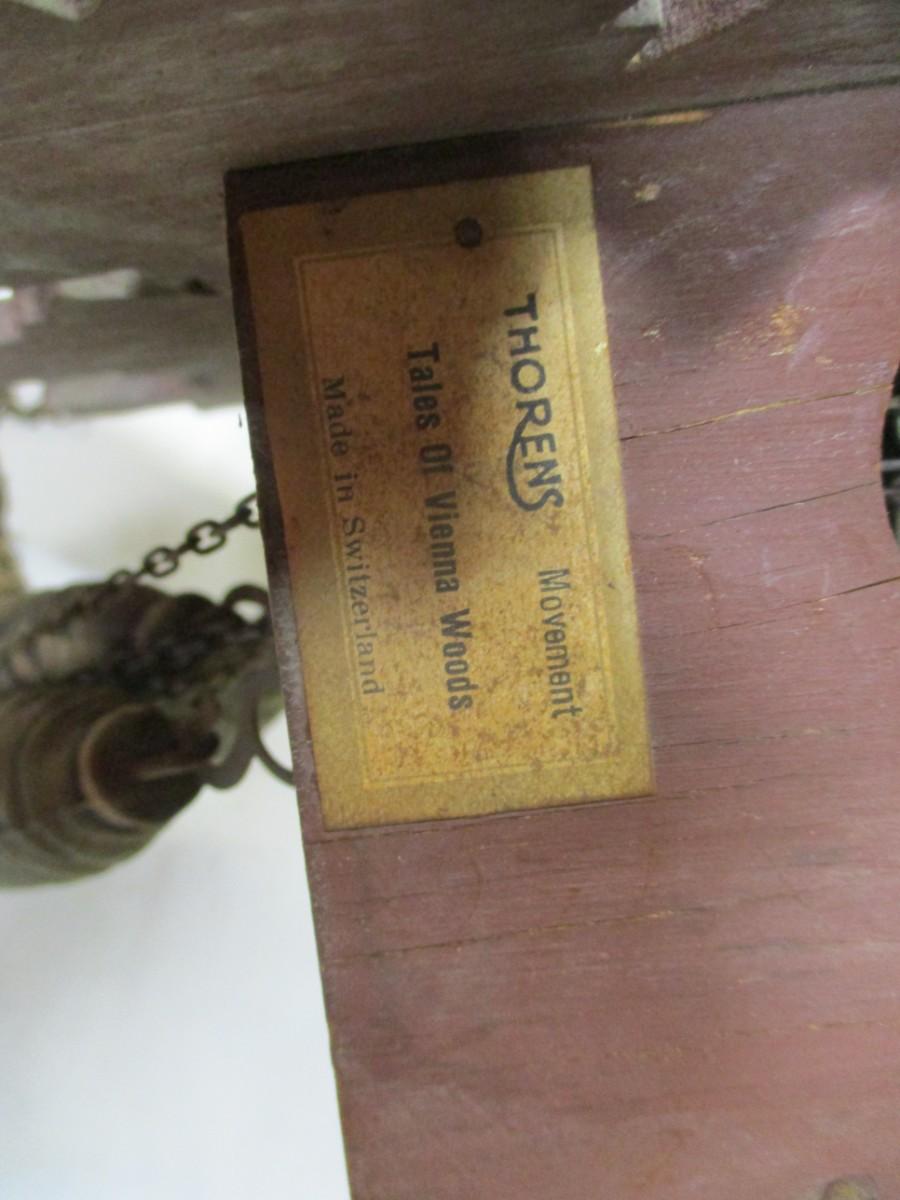 THORENS Movement
Tales Of Vienna Woods
Made in Switzerland